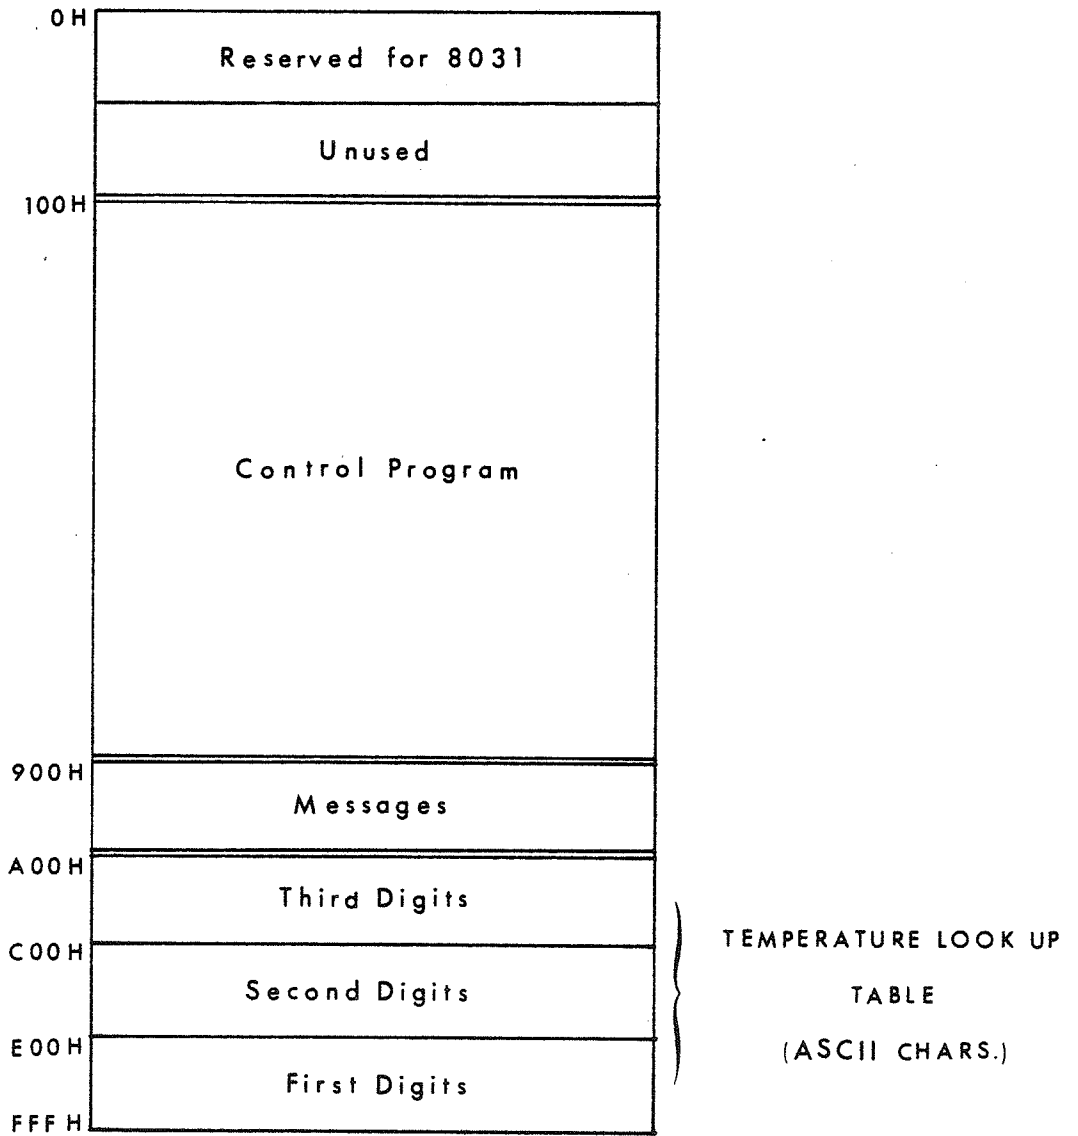 0H
Reserved for 8031
Unused
100H
Control Program
900H
Messages
A00H
Third Digits
C00H
Second Digits
E00H
First Digits
FFFH
TEMPERATURE LOOK UP
TABLE
(ASCII CHARS.)